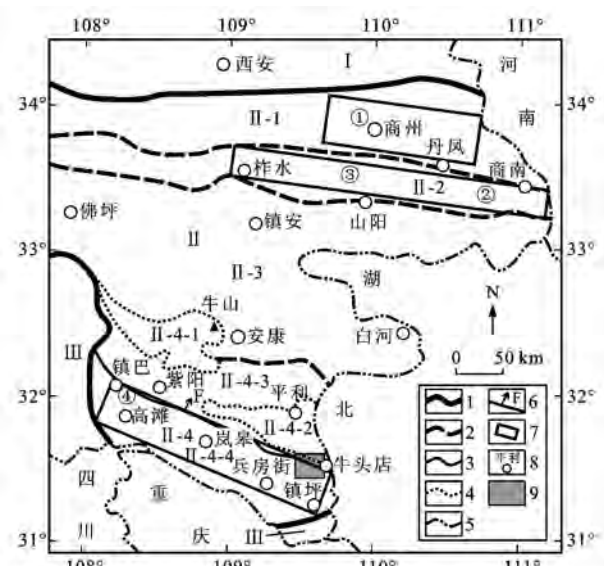 108° 109° 110° 111°
西安 I 河
34° 34°
II-1 ① 商州 南
丹凤
柞水 ③ 商南
II-2 ②
佛坪 镇安 山阳
33° 33°
II 湖
II-3
牛山 N
II-4-1 安康 白河
III 0 50 km
镇巴 紫阳 II-4-3
32° 32°
④ F 平利 北
高滩 II-4-2
II-4 岚皋
II-4-4 牛头店
四 兵房街
重 镇坪
川 庆 III
31° 31°
108° 109° 110° 111°
1 F 6
2 7
3 平利 8
4 9
5